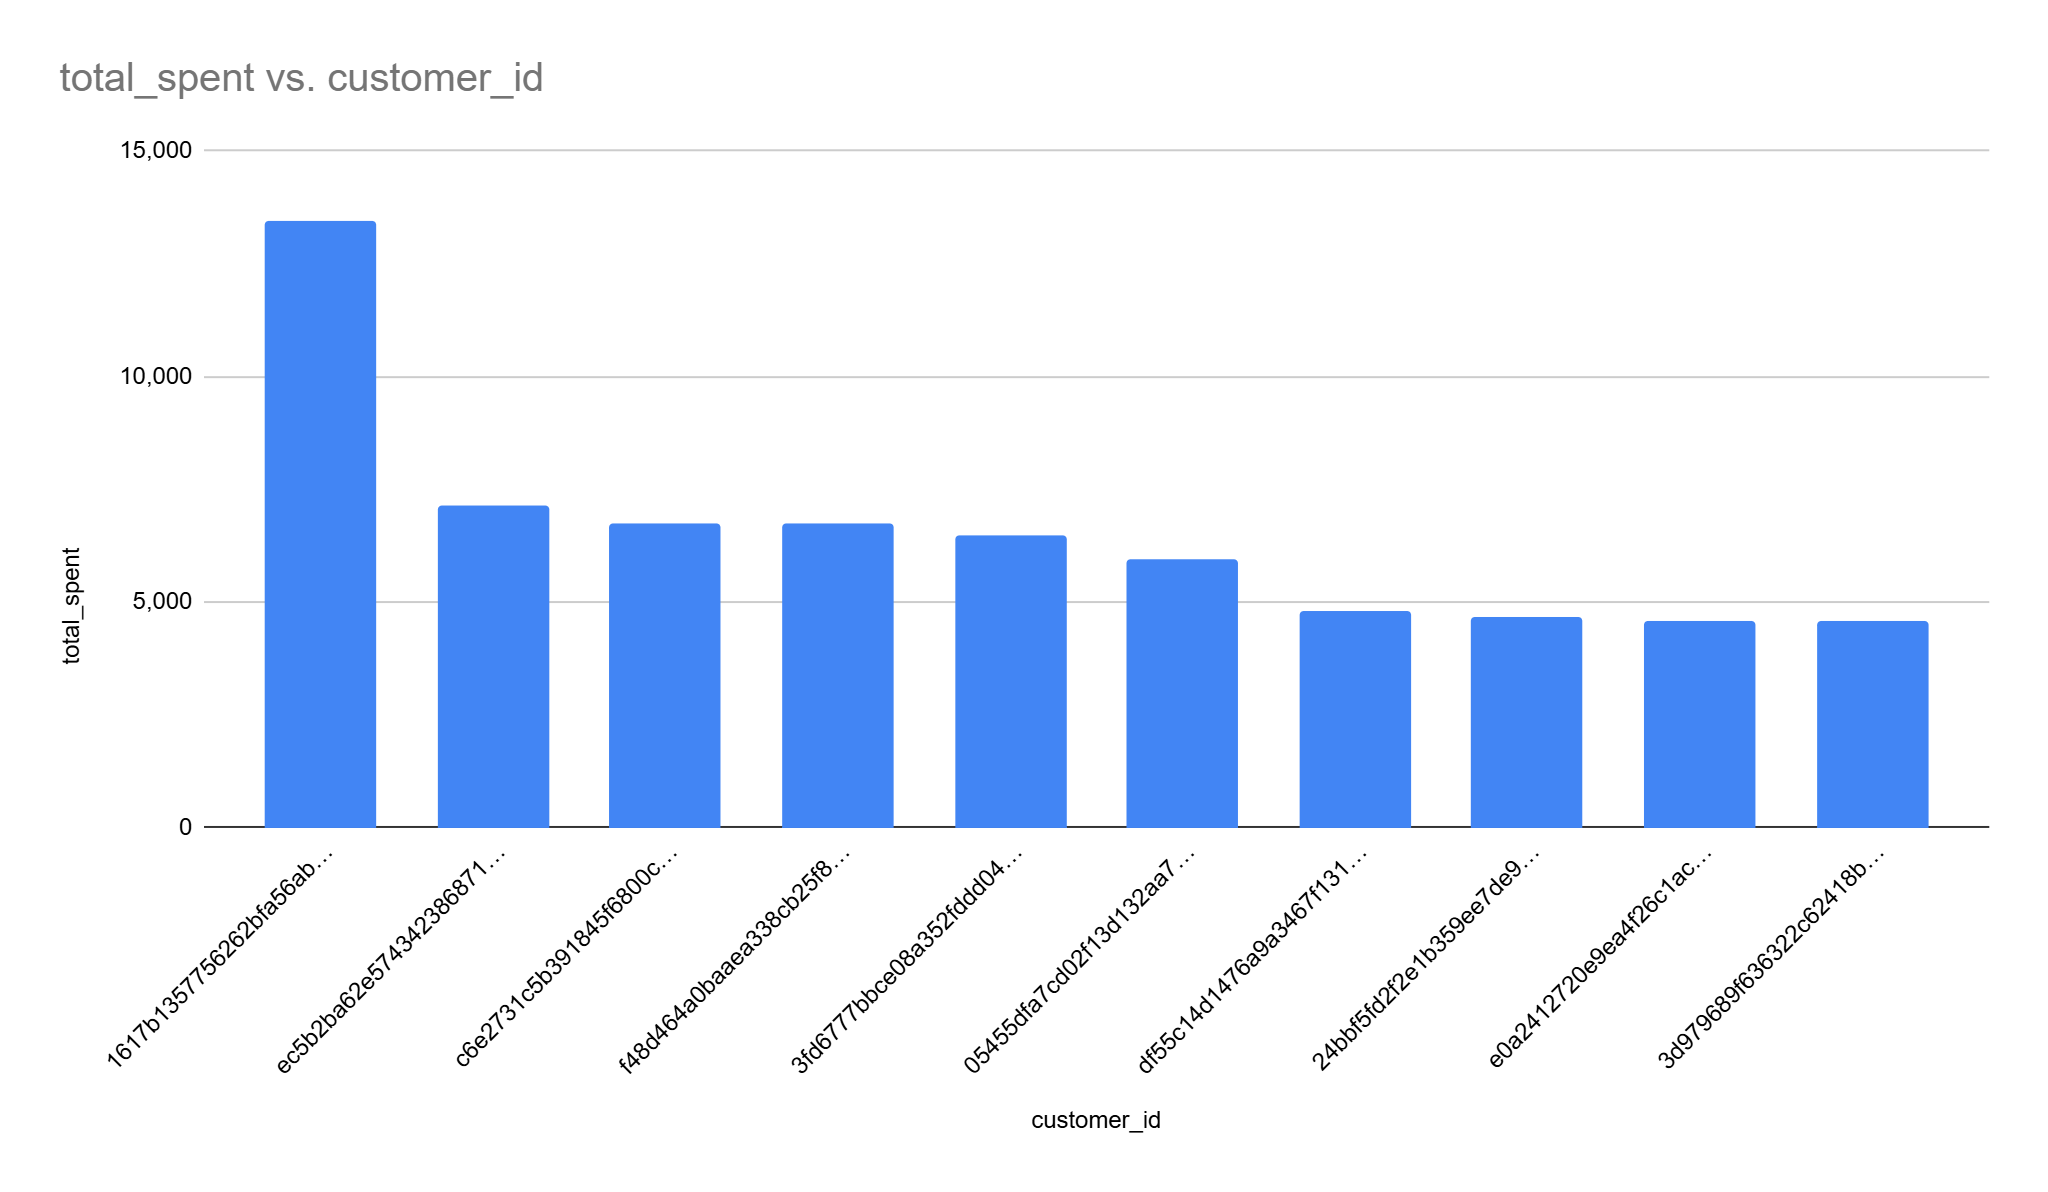 total_spent vs. customer_id
15,000
10,000
5,000
0
total_spent
1617b1357756262bfa56ab…
ec5b2ba62e574342386871…
c6e2731c5b391845f6800c…
f48d464a0baaea338cb25f8…
3fd6777bbce08a352fddd04…
05455dfa7cd02f13d132aa7…
df55c14d1476a9a3467f131…
24bbf5fd2f2e1b359ee7de9…
e0a2412720e9ea4f26c1ac…
3d979689f636322c62418b…
customer_id